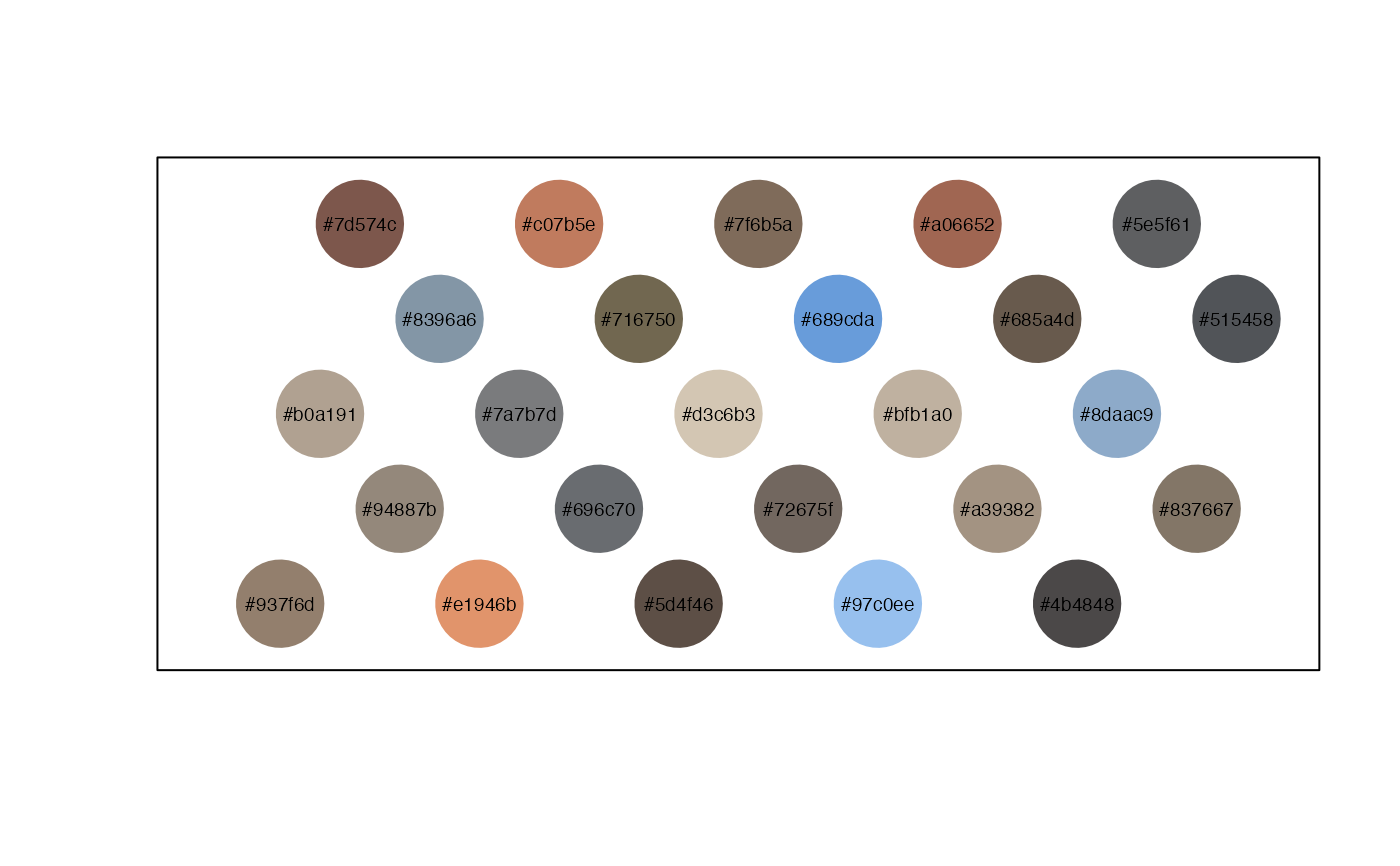 #7d574c #c07b5e #7f6b5a #a06652 #5e5f61
#8396a6 #716750 #689cda #685a4d #515458
#b0a191 #7a7b7d #d3c6b3 #bfb1a0 #8daac9
#94887b #696c70 #72675f #a39382 #837667
#937f6d #e1946b #5d4f46 #97c0ee #4b4848